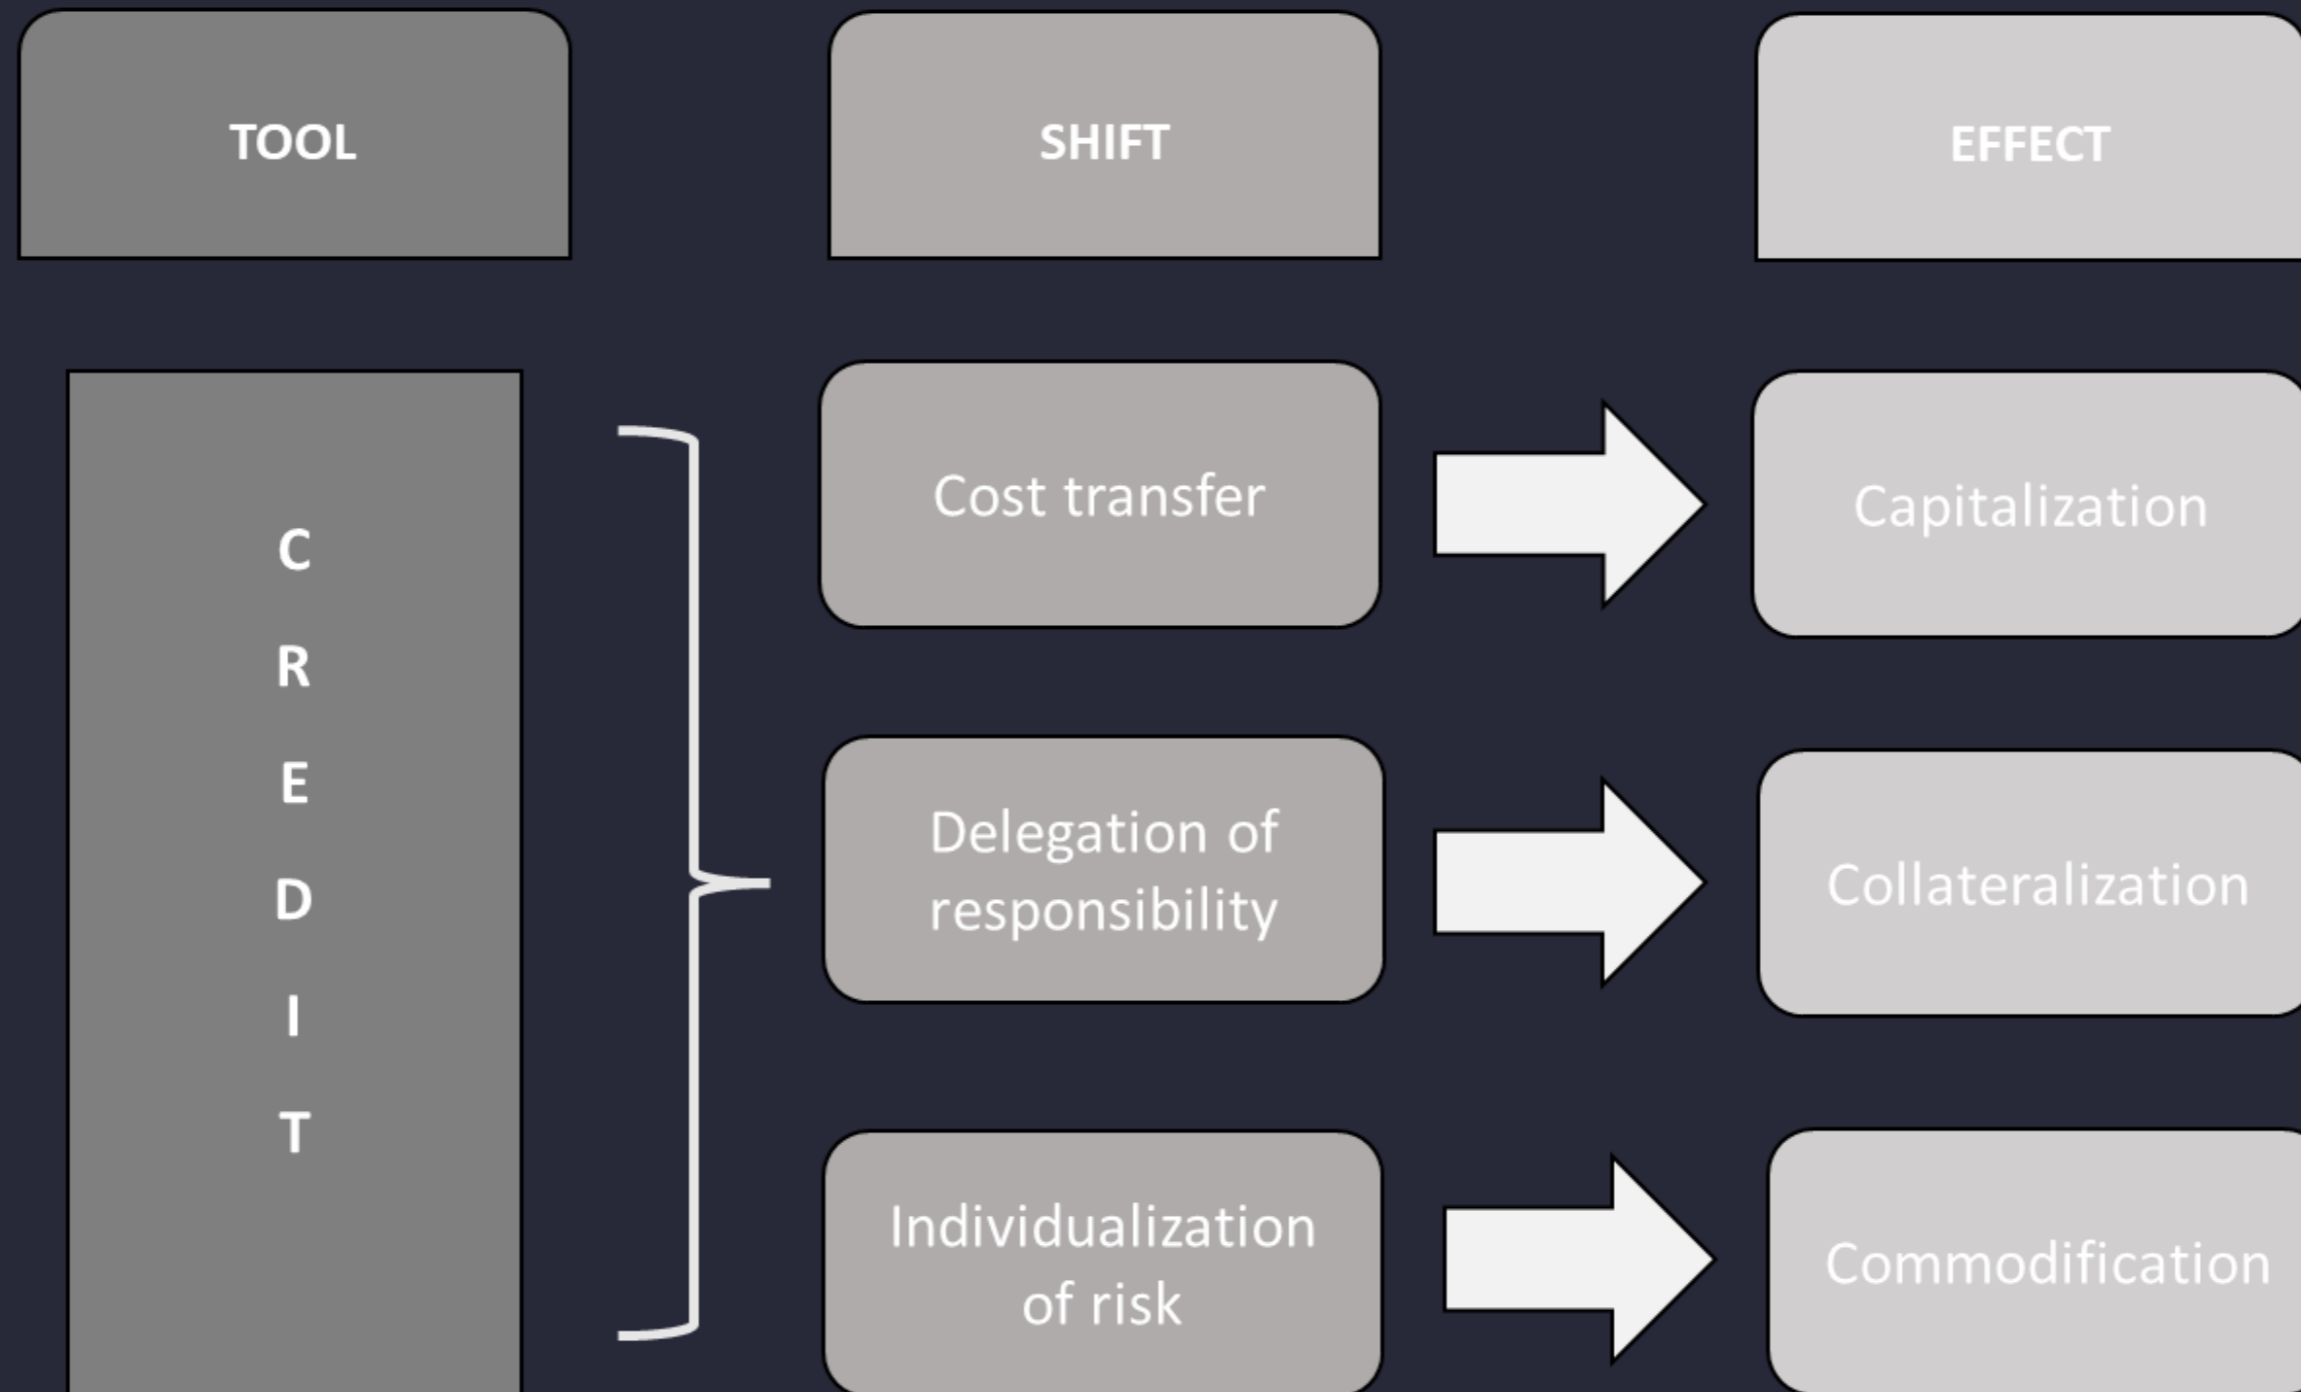 TOOL
SHIFT
EFFECT
C
R
E
D
I
T
Cost transfer
Capitalization
Delegation of
responsibility
Collateralization
Individualization
of risk
Commodification